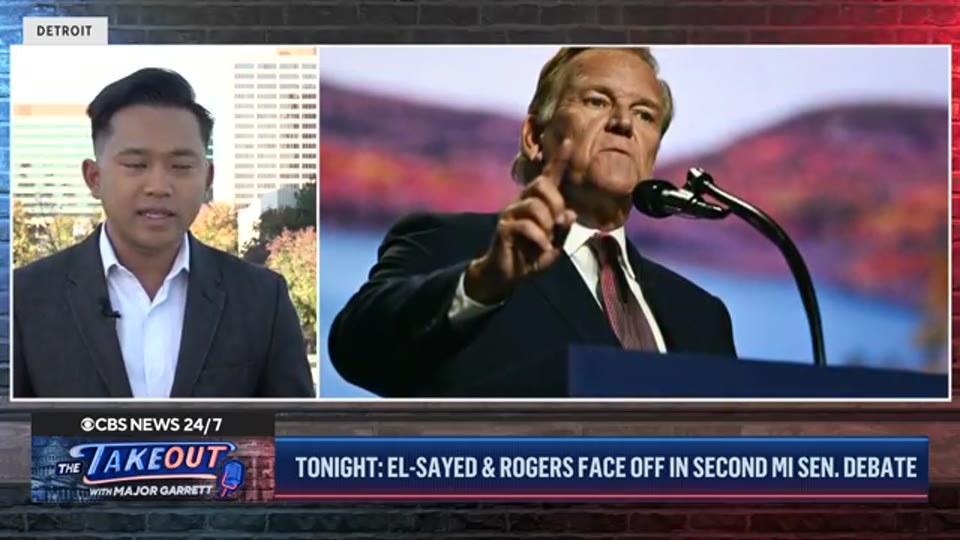 DETROIT
CBS NEWS 24/7
THE TAKEOUT
WITH MAJOR GARRETT
TONIGHT: EL-SAYED & ROGERS FACE OFF IN SECOND MI SEN. DEBATE